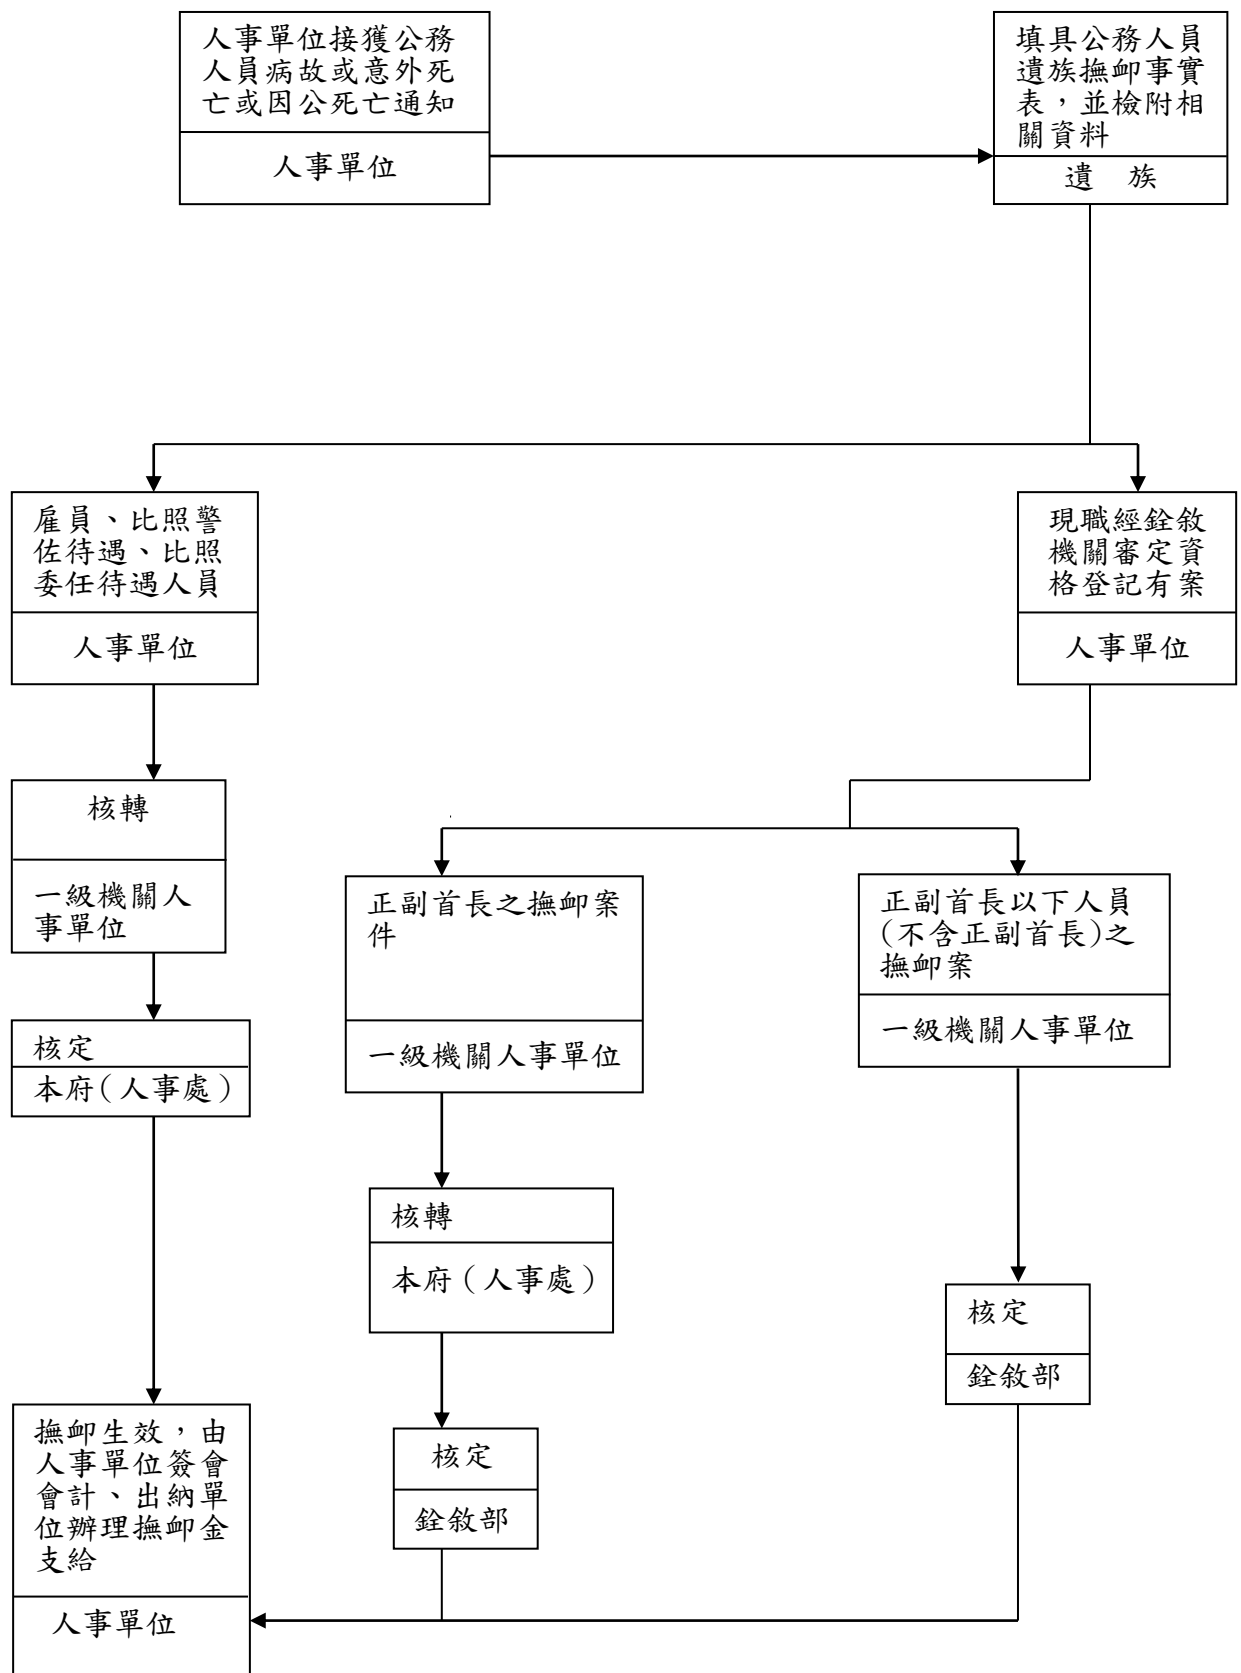 人事單位接獲公務
人員病故或意外死
亡或因公死亡通知
人事單位
填具公務人員
遺族撫卹事實
表，並檢附相
關資料
遺　族
雇員、比照警
佐待遇、比照
委任待遇人員
人事單位
現職經銓敘
機關審定資
格登記有案
人事單位
核轉
一級機關人
事單位
正副首長之撫卹案
件
一級機關人事單位
正副首長以下人員
(不含正副首長)之
撫卹案
一級機關人事單位
核定
本府(人事處)
核轉
本府(人事處)
核定
銓敘部
撫卹生效，由
人事單位簽會
會計、出納單
位辦理撫卹金
支給
人事單位
核定
銓敘部